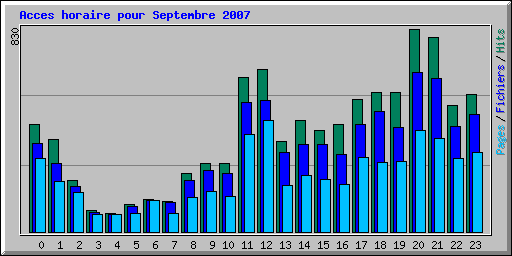 Acces horaire pour Septembre 2007
830
Pages / Fichiers / Hits
0 1 2 3 4 5 6 7 8 9 10 11 12 13 14 15 16 17 18 19 20 21 22 23